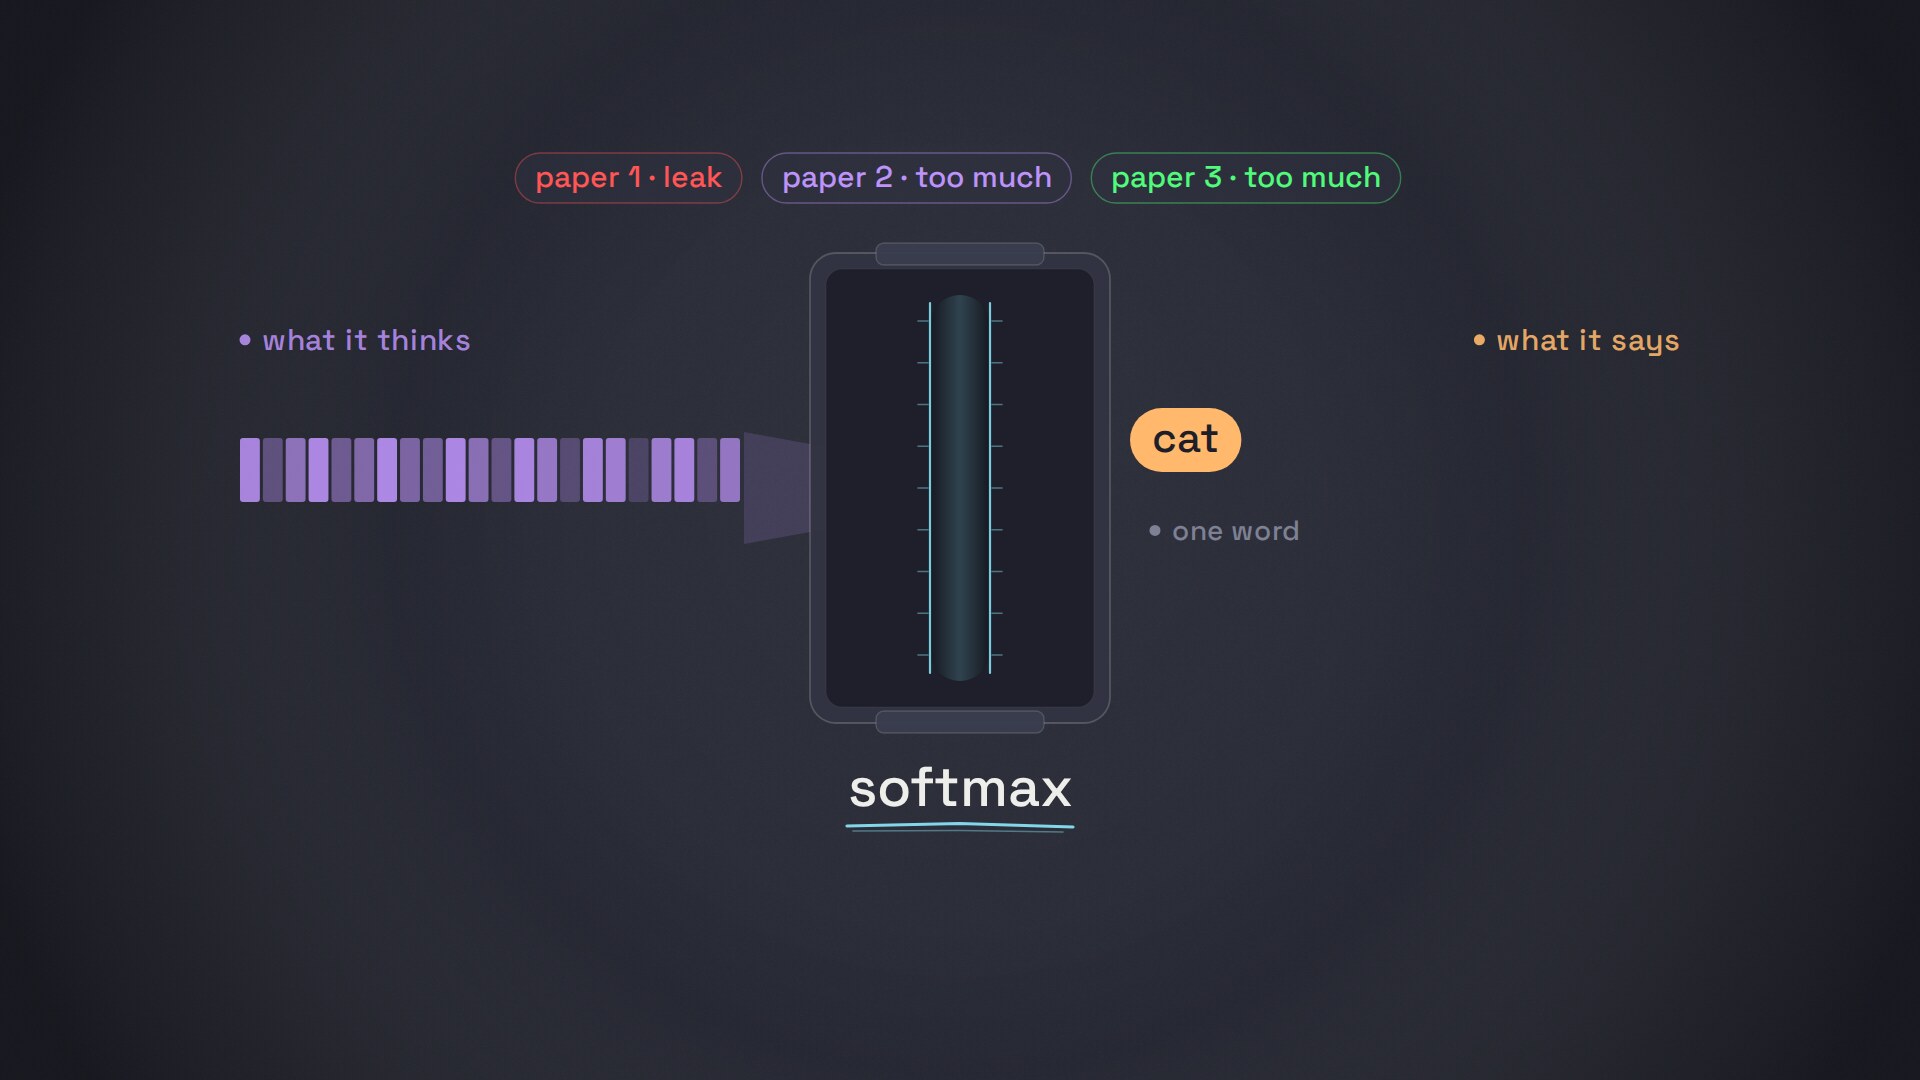 paper 1 · leak
paper 2 · too much
paper 3 · too much
• what it thinks
• what it says
cat
• one word
softmax